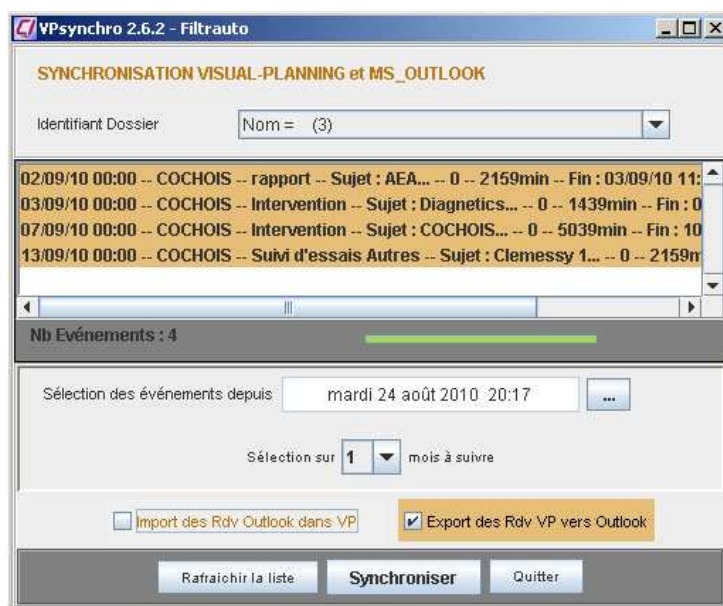 VPsynchro 2.6.2 - Filtrauto
SYNCHRONISATION VISUAL-PLANNING et MS_OUTLOOK
Identifiant Dossier
Nom = (3)
02/09/10 00:00 -- COCHOIS -- rapport -- Sujet : AEA... -- 0 -- 2159min -- Fin : 03/09/10 11:
03/09/10 00:00 -- COCHOIS -- Intervention -- Sujet : Diagnetics... -- 0 -- 1439min -- Fin : 0
07/09/10 00:00 -- COCHOIS -- Intervention -- Sujet : COCHOIS... -- 0 -- 5039min -- Fin : 10
13/09/10 00:00 -- COCHOIS -- Suivi d'essais Autres -- Sujet : Clemessy 1... -- 0 -- 2159m
Nb Evénements : 4
Sélection des événements depuis mardi 24 août 2010 20:17 ...
Sélection sur 1 mois à suivre
Import des Rdv Outlook dans VP Export des Rdv VP vers Outlook
Rafraichir la liste Synchroniser Quitter